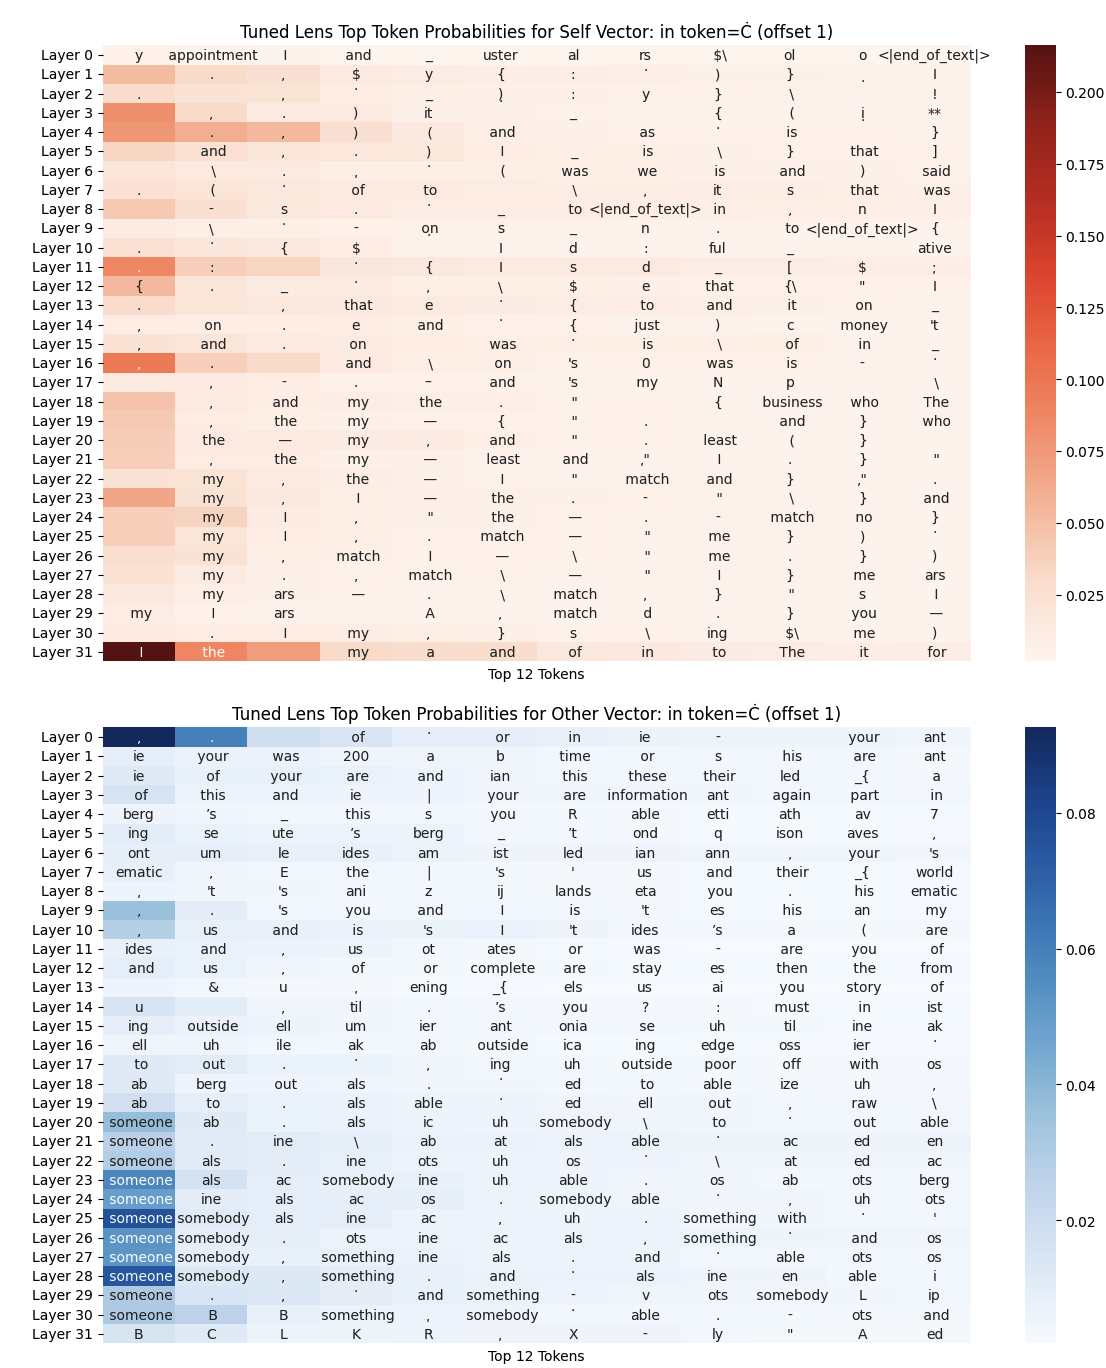 Tuned Lens Top Token Probabilities for Self Vector: in token=Ċ (offset 1)
Layer 0 y appointment I and _ uster al rs $\ ol o <|end_of_text|>
Layer 1 . , $ y { : ˙ ) } . I
Layer 2 . , ˙ _ ) : y } \ !
Layer 3 , . ) it _ { ( i **
Layer 4 . , ) ( and as ˙ is }
Layer 5 and , . ) I _ is \ } that ]
Layer 6 \ . , ˙ ( was we is and ) said
Layer 7 . ( ˙ of to \ , it s that was
Layer 8 - s . ˙ _ to <|end_of_text|> in , n I
Layer 9 \ ˙ - on s _ n . to <|end_of_text|> {
Layer 10 . ˙ { $ I d : ful _ ative
Layer 11 . : ˙ { I s d _ [ $ ;
Layer 12 { . _ ˙ , \ $ e that {\ " I
Layer 13 . , that e ˙ { to and it on _
Layer 14 , on . e and ˙ { just ) c money 't
Layer 15 , and . on was ˙ is \ of in _
Layer 16 , . and \ on 's 0 was is - ˙
Layer 17 , - . – and 's my N p \
Layer 18 , and my the . " { business who The
Layer 19 , the my — { " . and } who
Layer 20 the — my , and " . least ( }
Layer 21 , the my — least and ," I . } "
Layer 22 my , the — I " match and } ," .
Layer 23 my , I — the . - " \ } and
Layer 24 my I , " the — . - match no }
Layer 25 my I , . match — " me } ) ˙
Layer 26 my , match I — \ " me . } )
Layer 27 my . , match \ — " I } me ars
Layer 28 my ars — . \ match , } " s I
Layer 29 my I ars A , match d . } you —
Layer 30 . I my , } s \ ing $\ me )
Layer 31 I the my a and of in to The it for
Top 12 Tokens
0.200
0.175
0.150
0.125
0.100
0.075
0.050
0.025
Tuned Lens Top Token Probabilities for Other Vector: in token=Ċ (offset 1)
Layer 0 , . of ˙ or in ie - your ant
Layer 1 ie your was 200 a b time or s his are ant
Layer 2 ie of your are and ian this these their led _{ a
Layer 3 of this and ie | your are information ant again part in
Layer 4 berg ’s _ this s you R able etti ath av 7
Layer 5 ing se ute ’s berg _ ’t ond q ison aves ,
Layer 6 ont um le ides am ist led ian ann , your 's
Layer 7 ematic , E the | 's ' us and their _{ world
Layer 8 , 't 's ani z ij lands eta you . his ematic
Layer 9 , . 's you and I is 't es his an my
Layer 10 , us and is 's I 't ides ’s a ( are
Layer 11 ides and , us ot ates or was - are you of
Layer 12 and us , of or complete are stay es then the from
Layer 13 & u , ening _{ els us ai you story of
Layer 14 u , til . ’s you ? : must in ist
Layer 15 ing outside ell um ier ant onia se uh til ine ak
Layer 16 ell uh ile ak ab outside ica ing edge oss ier ˙
Layer 17 to out . ˙ , ing uh outside poor off with os
Layer 18 ab berg out als . ˙ ed to able ize uh ,
Layer 19 ab to . als able ˙ ed ell out , raw \
Layer 20 someone ab . als ic uh somebody \ to ˙ out able
Layer 21 someone . ine \ ab at als able ˙ ac ed en
Layer 22 someone als . ine ots uh os ˙ \ at ed ac
Layer 23 someone als ac somebody ine uh able . os ab ots berg
Layer 24 someone ine als ac os . somebody able ˙ , uh ots
Layer 25 someone somebody als ine ac , uh . something with ˙ '
Layer 26 someone somebody . ots ine ac als , something ˙ and os
Layer 27 someone somebody , something ine als . and ˙ able ots os
Layer 28 someone somebody , something . and ˙ als ine en able i
Layer 29 someone . , ˙ and something - v ots somebody L ip
Layer 30 someone B B something , somebody ˙ able . - ots and
Layer 31 B C L K R , X - ly " A ed
Top 12 Tokens
0.08
0.06
0.04
0.02